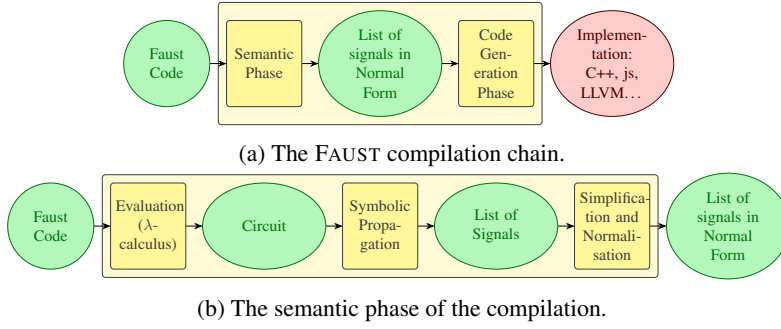 Faust
Code
Semantic
Phase
List of
signals in
Normal
Form
Code
Gen-
eration
Phase
Implemen-
tation:
C++, js,
LLVM…
(a) The FAUST compilation chain.
Faust
Code
Evaluation
(λ-
calculus)
Circuit
Symbolic
Propa-
gation
List of
Signals
Simplifica-
tion and
Normali-
sation
List of
signals in
Normal
Form
(b) The semantic phase of the compilation.